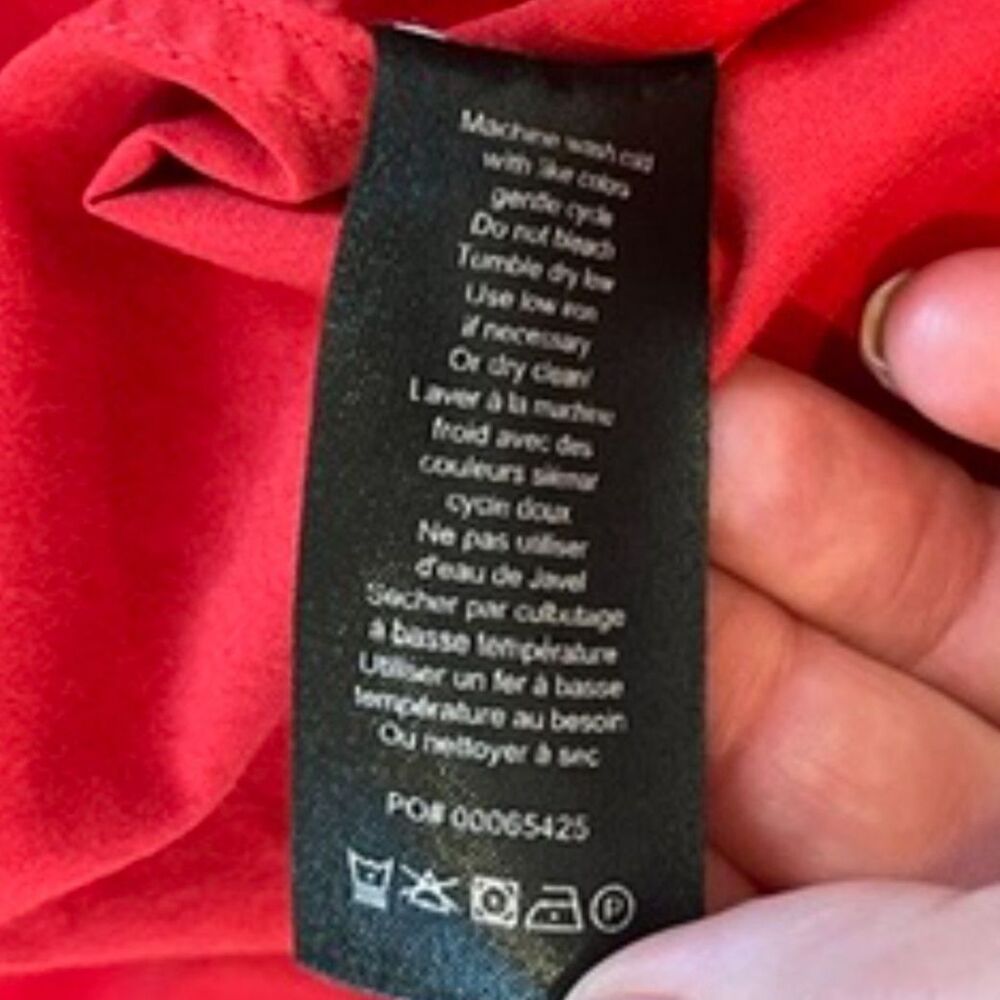 Machine wash cold
with like colors
gentle cycle
Do not bleach
Tumble dry low
Use low iron
if necessary
Or dry clean/
Laver à la machine
froid avec des
couleurs
cycle doux
Ne pas utiliser
d'eau de Javel
Sécher par culbutage
à basse température
Utiliser un fer à basse
température au besoin
Ou nettoyer à sec
PO# 00065425
P